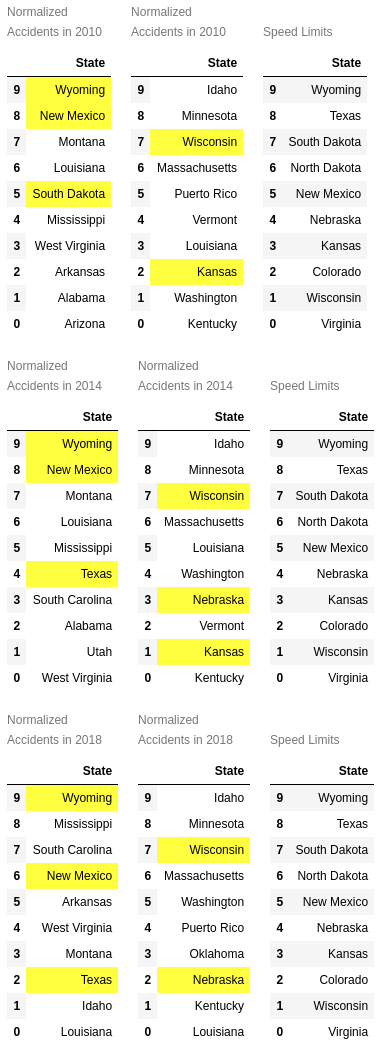 Normalized Normalized
Accidents in 2010 Accidents in 2010 Speed Limits
State State State
9 Wyoming 9 Idaho 9 Wyoming
8 New Mexico 8 Minnesota 8 Texas
7 Montana 7 Wisconsin 7 South Dakota
6 Louisiana 6 Massachusetts 6 North Dakota
5 South Dakota 5 Puerto Rico 5 New Mexico
4 Mississippi 4 Vermont 4 Nebraska
3 West Virginia 3 Louisiana 3 Kansas
2 Arkansas 2 Kansas 2 Colorado
1 Alabama 1 Washington 1 Wisconsin
0 Arizona 0 Kentucky 0 Virginia
Normalized Normalized
Accidents in 2014 Accidents in 2014 Speed Limits
State State State
9 Wyoming 9 Idaho 9 Wyoming
8 New Mexico 8 Minnesota 8 Texas
7 Montana 7 Wisconsin 7 South Dakota
6 Louisiana 6 Massachusetts 6 North Dakota
5 Mississippi 5 Louisiana 5 New Mexico
4 Texas 4 Washington 4 Nebraska
3 South Carolina 3 Nebraska 3 Kansas
2 Alabama 2 Vermont 2 Colorado
1 Utah 1 Kansas 1 Wisconsin
0 West Virginia 0 Kentucky 0 Virginia
Normalized Normalized
Accidents in 2018 Accidents in 2018 Speed Limits
State State State
9 Wyoming 9 Idaho 9 Wyoming
8 Mississippi 8 Minnesota 8 Texas
7 South Carolina 7 Wisconsin 7 South Dakota
6 New Mexico 6 Massachusetts 6 North Dakota
5 Arkansas 5 Washington 5 New Mexico
4 West Virginia 4 Puerto Rico 4 Nebraska
3 Montana 3 Oklahoma 3 Kansas
2 Texas 2 Nebraska 2 Colorado
1 Idaho 1 Kentucky 1 Wisconsin
0 Louisiana 0 Louisiana 0 Virginia